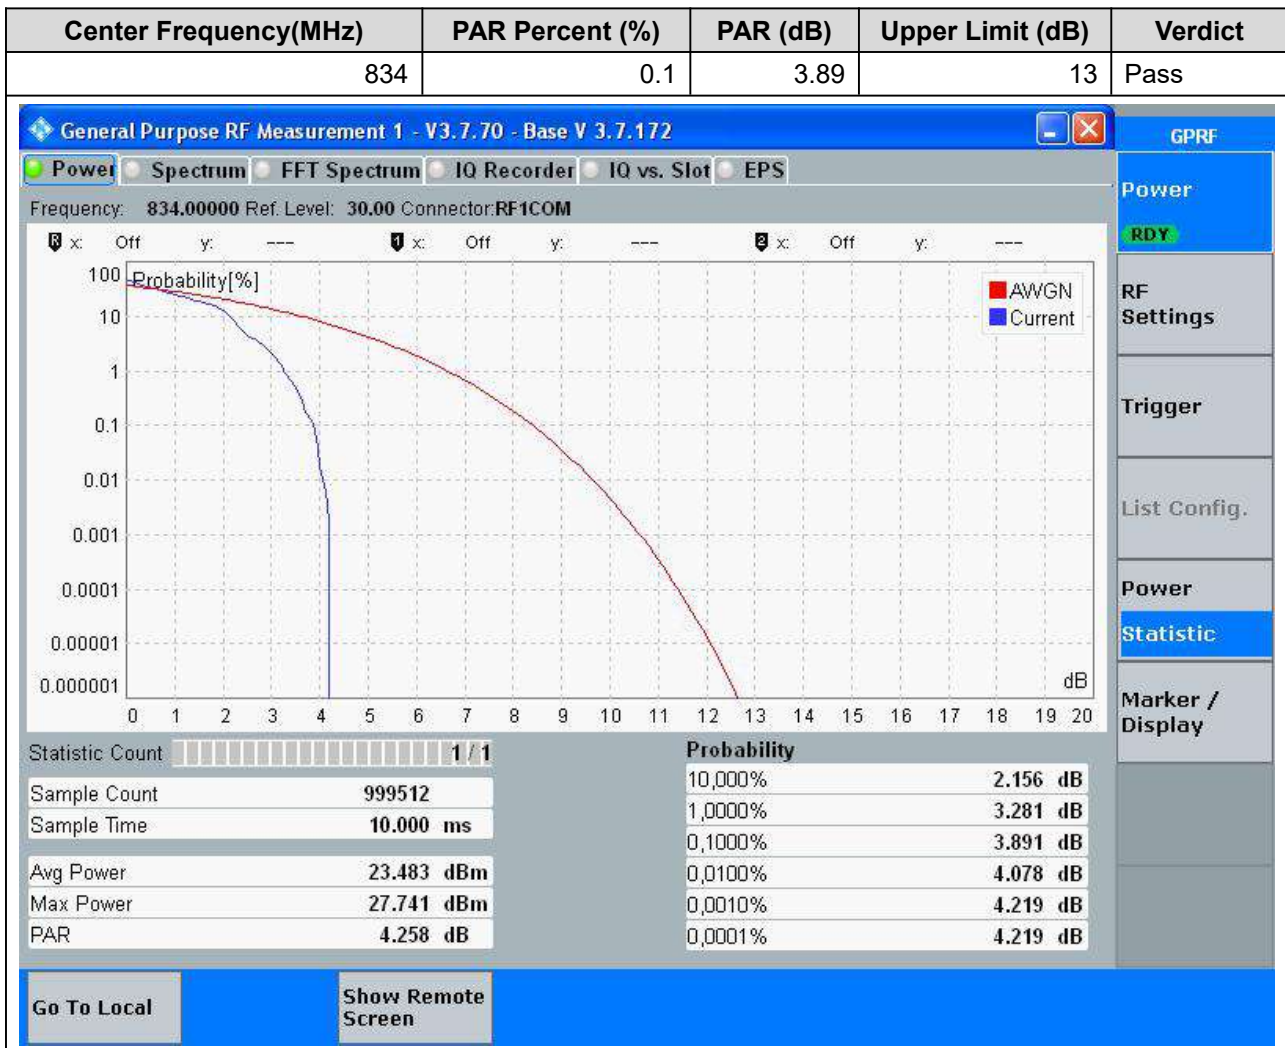 Center Frequency(MHz) PAR Percent (%) PAR (dB) Upper Limit (dB) Verdict
834 0.1 3.89 13 Pass
General Purpose RF Measurement 1 - V3.7.70 - Base V 3.7.172
GPRF
Power Spectrum FFT Spectrum IQ Recorder IQ vs. Slot EPS
Power
RDY
Frequency: 834.00000 Ref. Level: 30.00 Connector:RF1COM
R x: Off y: --- 1 x: Off y: --- 2 x: Off y: ---
Probability[%]
AWGN
Current
100
10
1
0.1
0.01
0.001
0.0001
0.00001
0.000001
dB
0 1 2 3 4 5 6 7 8 9 10 11 12 13 14 15 16 17 18 19 20
RF
Settings
Trigger
List Config.
Power
Statistic
Marker /
Display
Statistic Count 1 / 1
Sample Count 999512
Sample Time 10.000 ms
Avg Power 23.483 dBm
Max Power 27.741 dBm
PAR 4.258 dB
Probability
10,000% 2.156 dB
1,0000% 3.281 dB
0,1000% 3.891 dB
0,0100% 4.078 dB
0,0010% 4.219 dB
0,0001% 4.219 dB
Go To Local
Show Remote
Screen